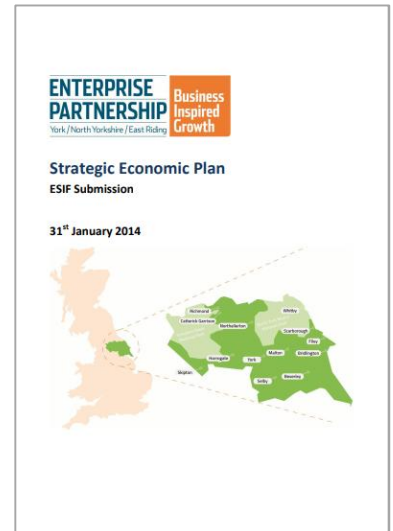 ENTERPRISE
PARTNERSHIP
York / North Yorkshire / East Riding
Business
Inspired
Growth
Strategic Economic Plan
ESIF Submission
31st January 2014
Richmond
Whitby
Catterick Garrison
Northallerton
Scarborough
Filey
Malton
Bridlington
Harrogate
York
Skipton
Beverley
Selby